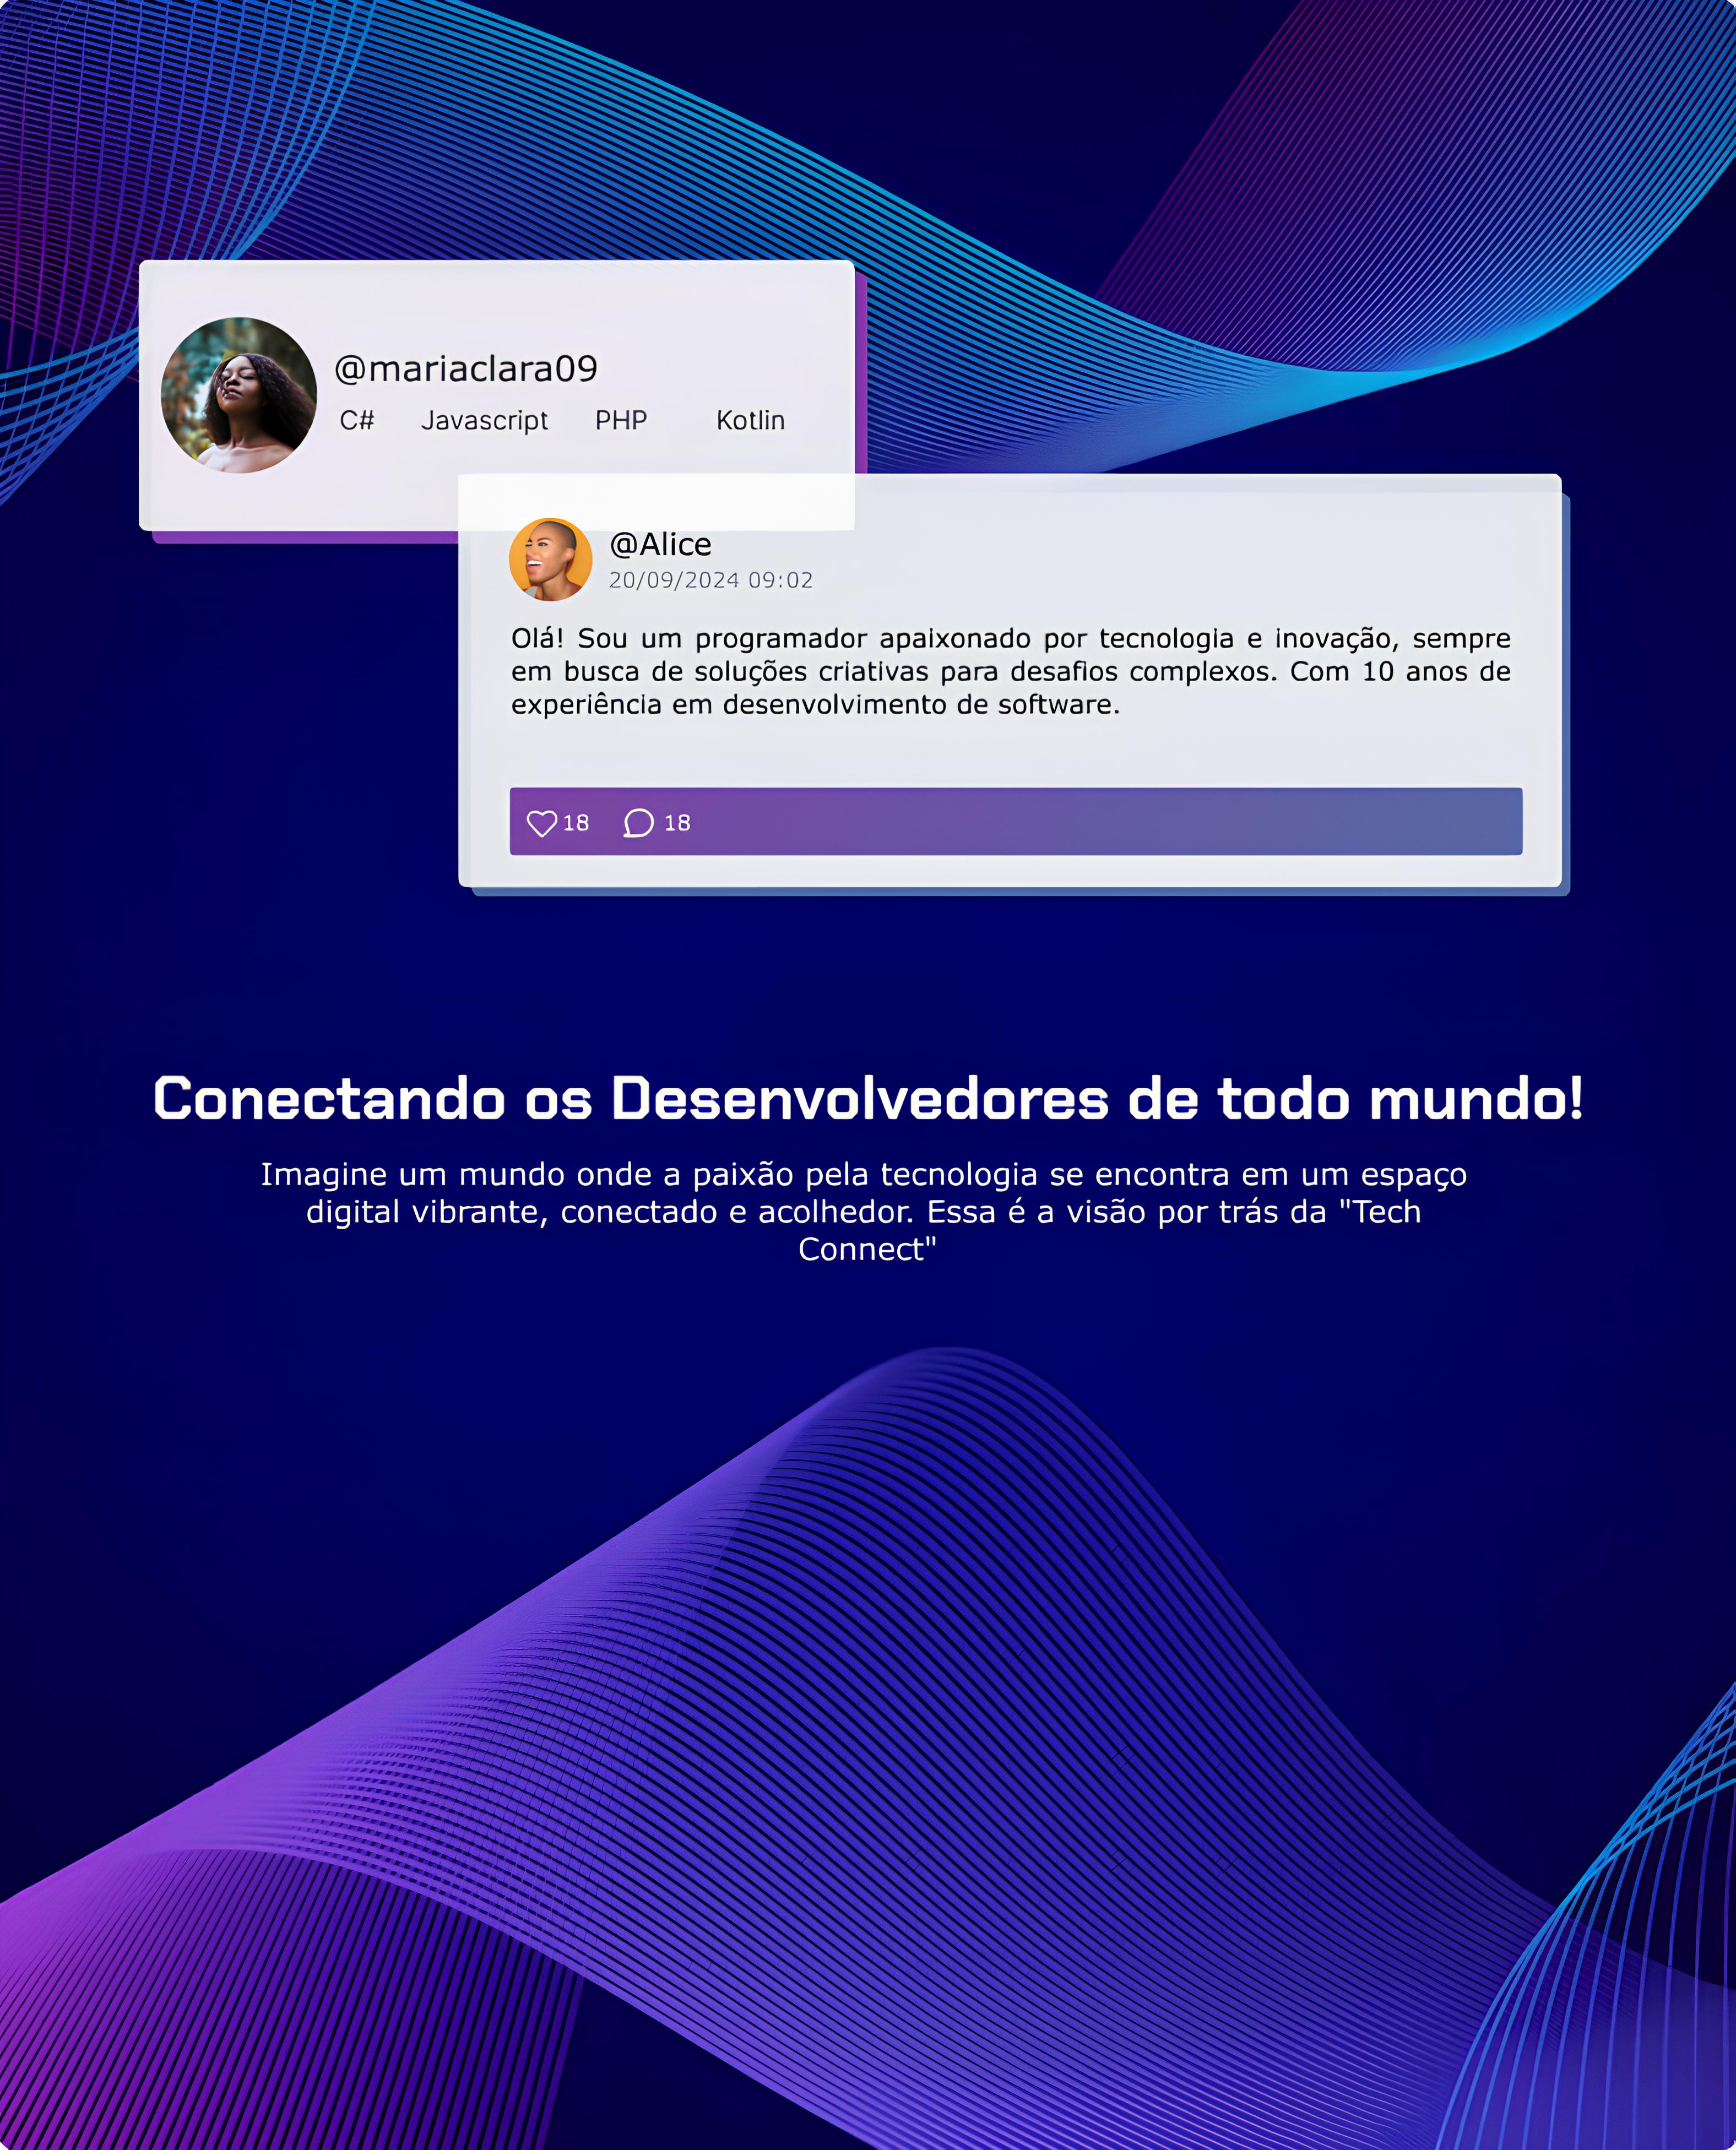 @mariaclara09
C# Javascript PHP Kotlin
@Alice
20/09/2024 09:02
Olá! Sou um programador apaixonado por tecnologia e inovação, sempre
em busca de soluções criativas para desafios complexos. Com 10 anos de
experiência em desenvolvimento de software.
18 18
Conectando os Desenvolvedores de todo mundo!
Imagine um mundo onde a paixão pela tecnologia se encontra em um espaço
digital vibrante, conectado e acolhedor. Essa é a visão por trás da "Tech
Connect"